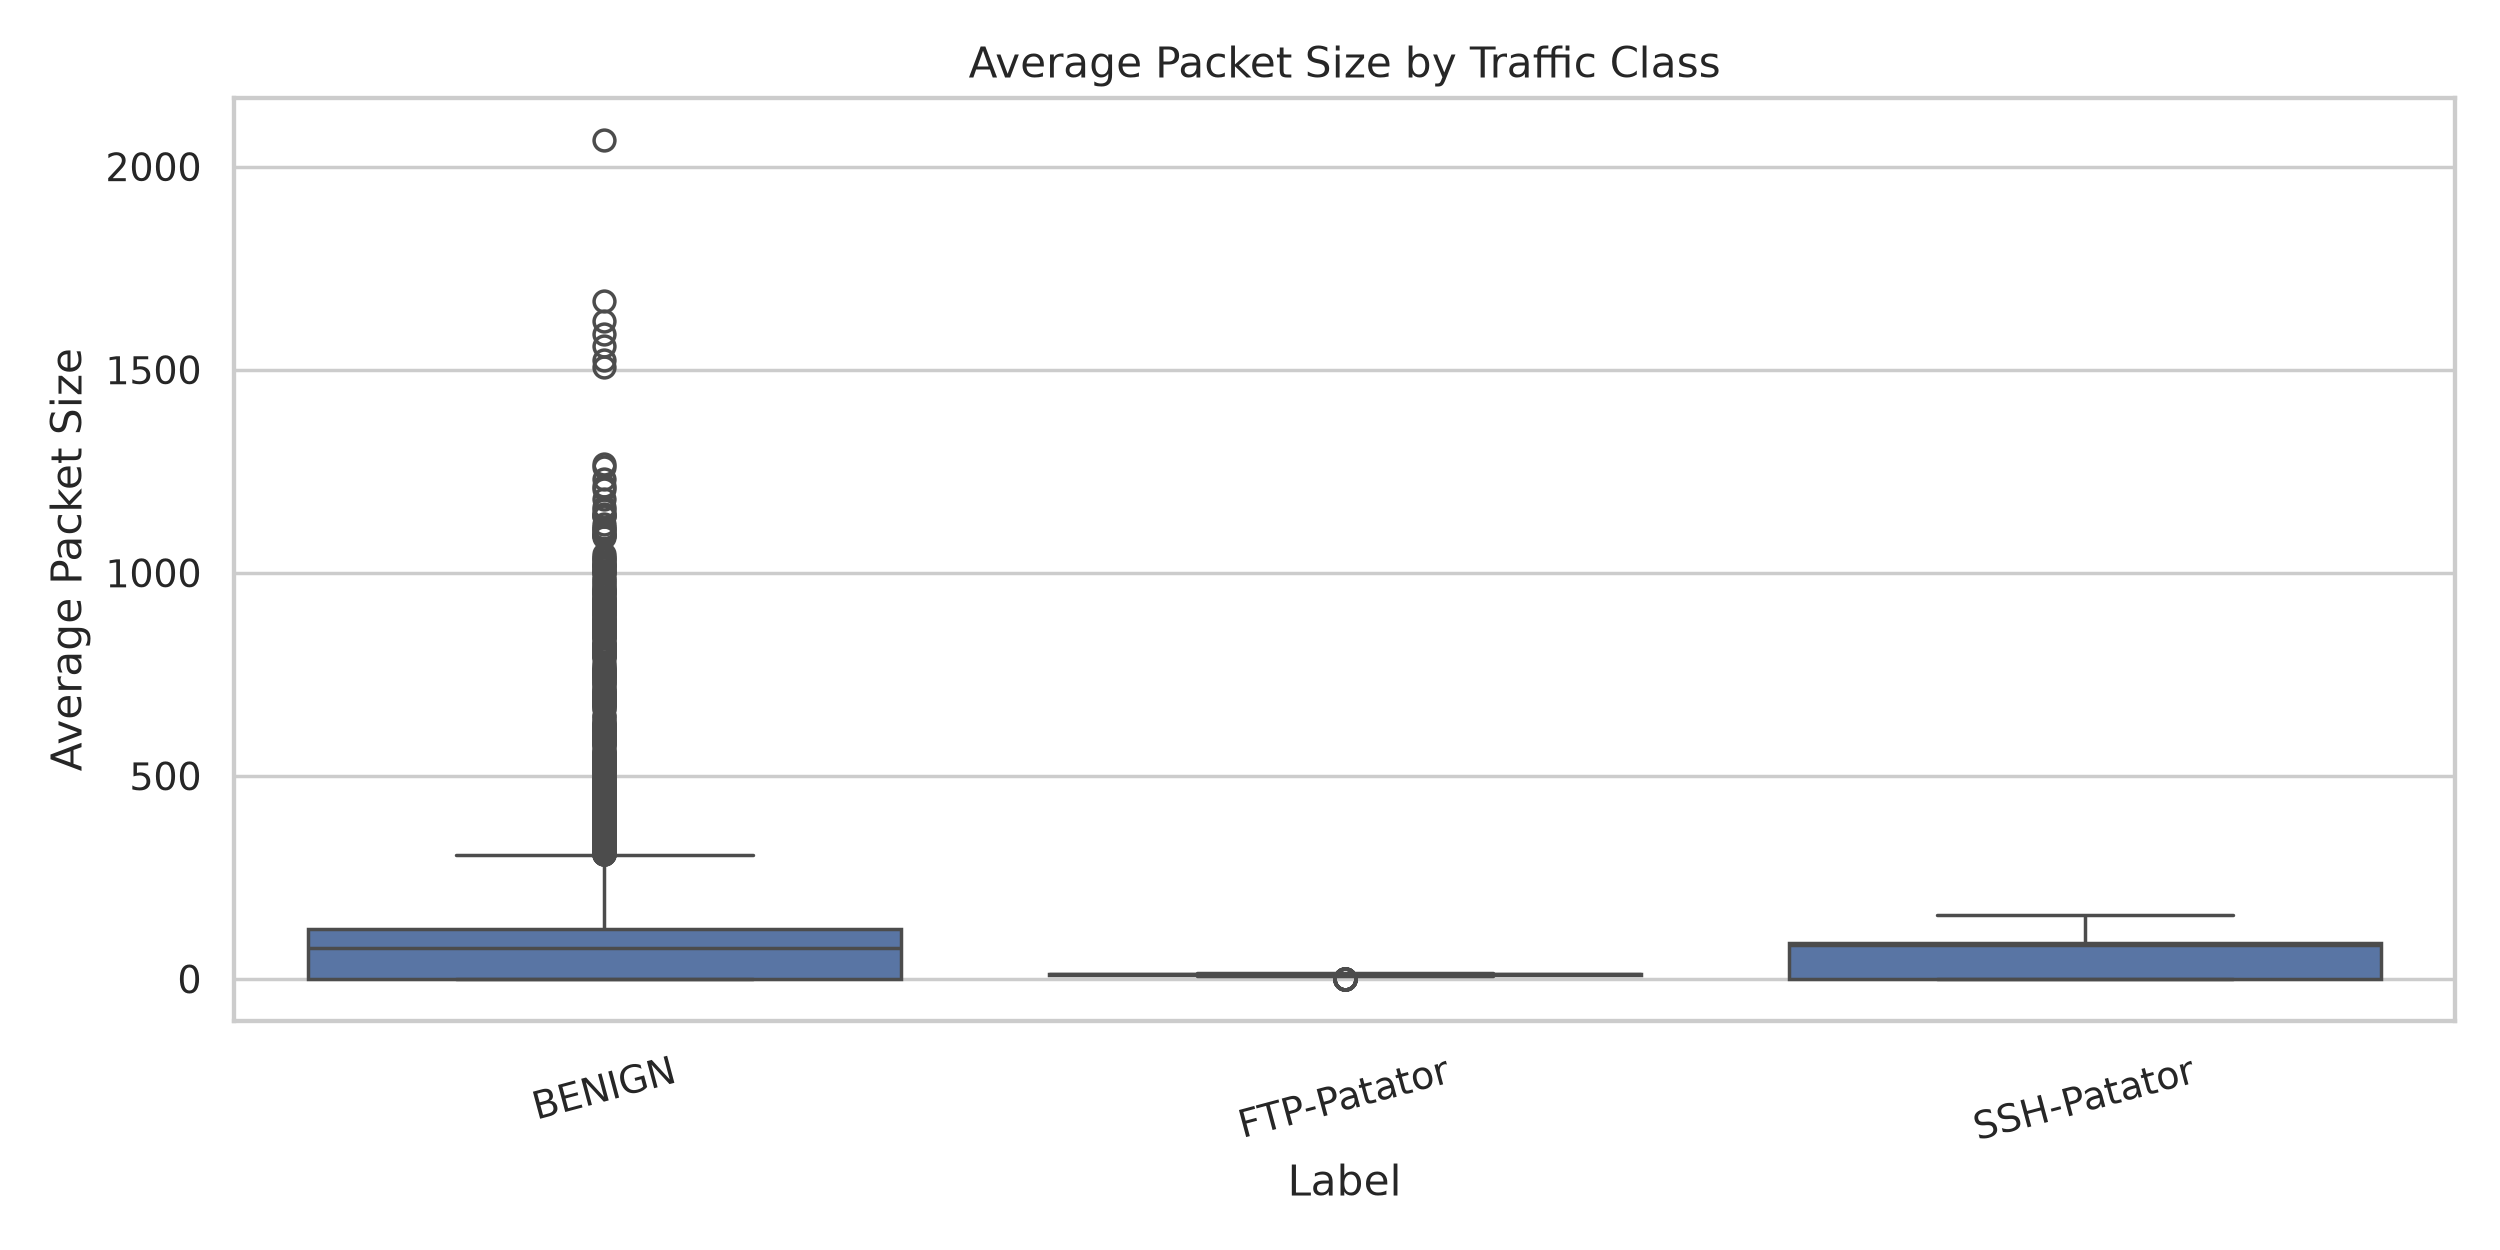 Average Packet Size by Traffic Class
Average Packet Size
2000
1500
1000
500
0
BENIGN
FTP-Patator
SSH-Patator
Label